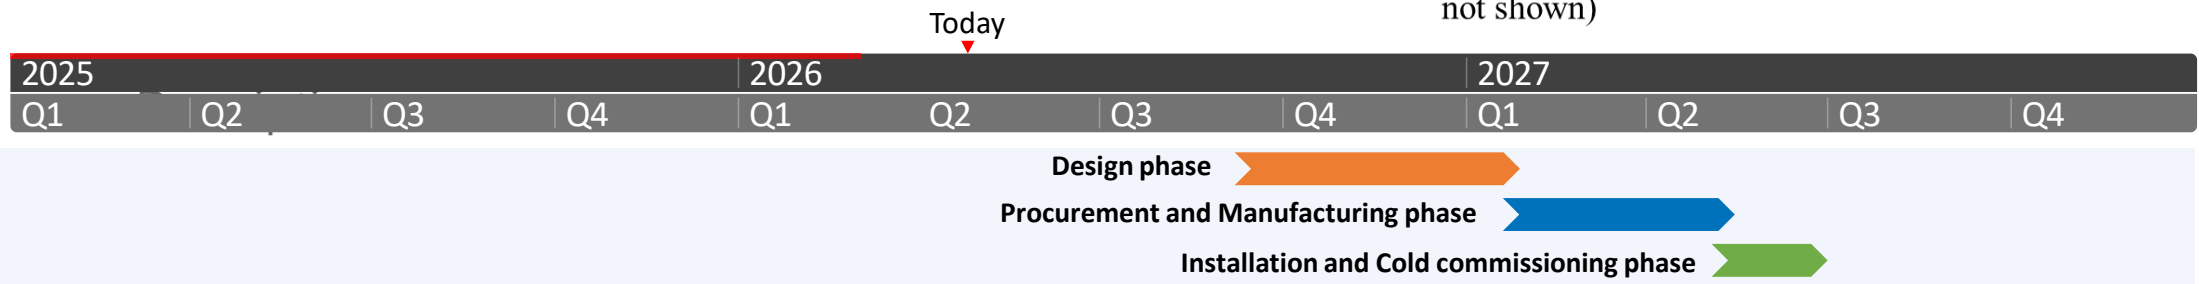 not shown)
Today
2025 2026 2027
Q1 Q2 Q3 Q4 Q1 Q2 Q3 Q4 Q1 Q2 Q3 Q4
Design phase
Procurement and Manufacturing phase
Installation and Cold commissioning phase